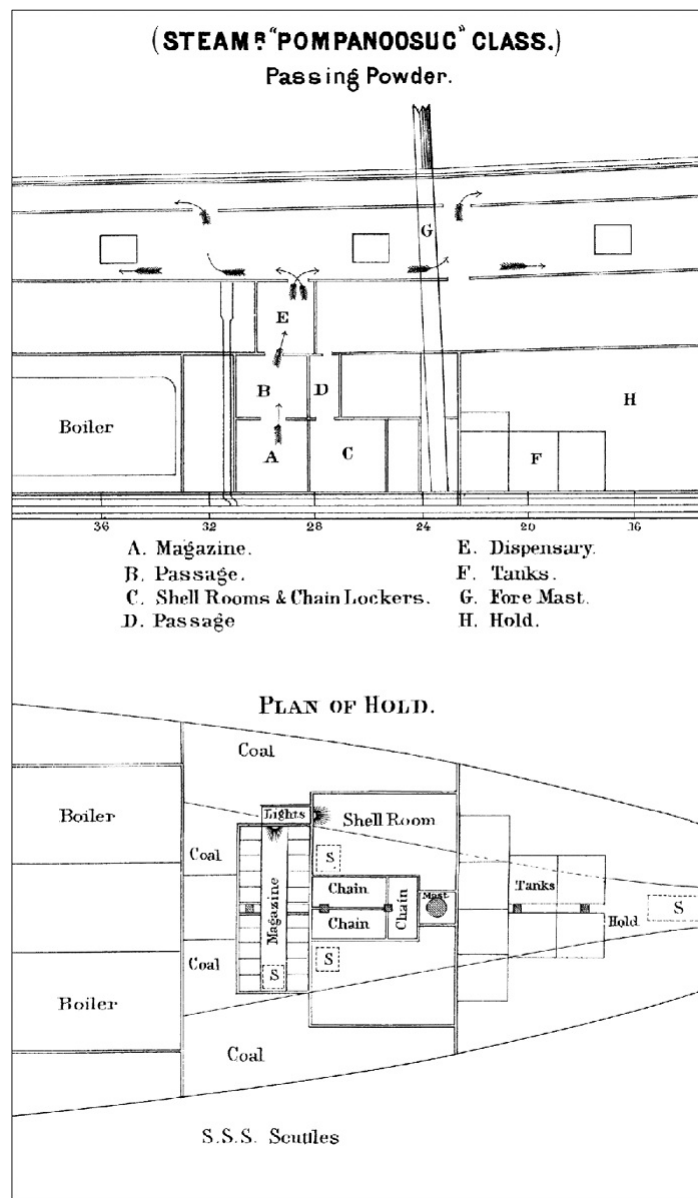 (STEAMR. "POMPANOOSUC" CLASS.)
Passing Powder.
G
E
B
D
H
Boiler
A
C
F
36 32 28 24 20 16
A. Magazine.
B. Passage.
C. Shell Rooms & Chain Lockers.
D. Passage
E. Dispensary.
F. Tanks.
G. Fore Mast.
H. Hold.
PLAN OF HOLD.
Coal
Lights
Boiler
Shell Room
Coal
S
Chain
Tanks
Mast
Magazine
Chain
S
Chain
Hold
Coal
S
S
Boiler
Coal
S.S.S. Scuttles